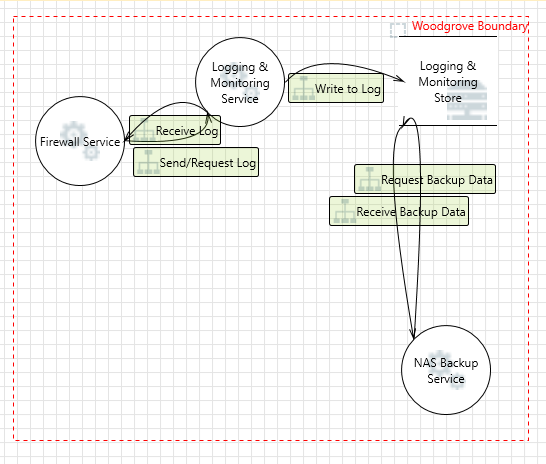 Woodgrove Boundary
Logging &
Monitoring
Service
Logging &
Monitoring
Store
Write to Log
Firewall Service
Receive Log
Send/Request Log
Request Backup Data
Receive Backup Data
NAS Backup
Service